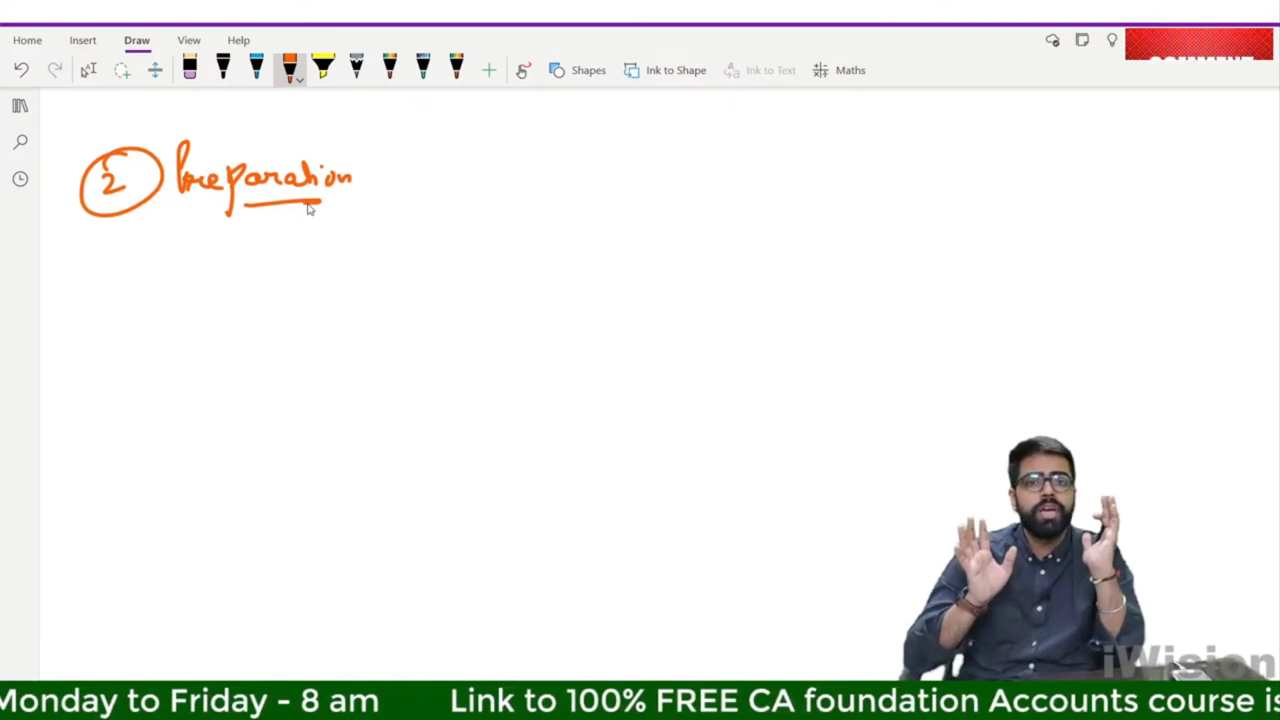 Home Insert Draw View Help
Shapes Ink to Shape Ink to Text Maths
2 Preparation
iWision
Monday to Friday - 8 am Link to 100% FREE CA foundation Accounts course is